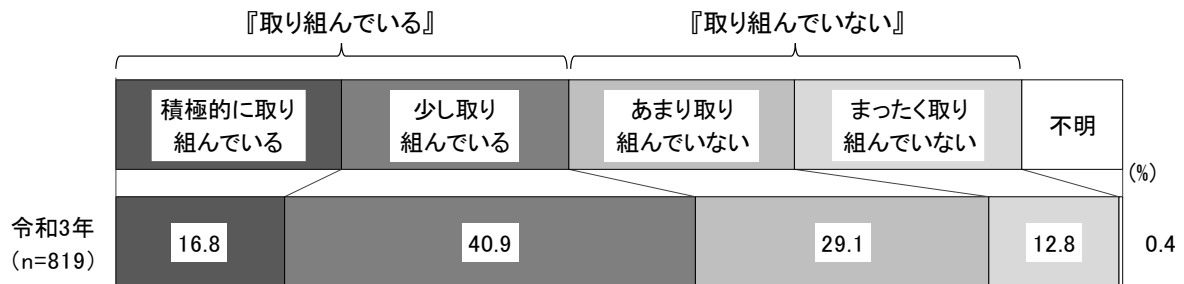 『取り組んでいる』
『取り組んでいない』
積極的に取り
組んでいる
少し取り
組んでいる
あまり取り
組んでいない
まったく取り
組んでいない
不明
(%)
令和3年
(n=819)
16.8
40.9
29.1
12.8
0.4